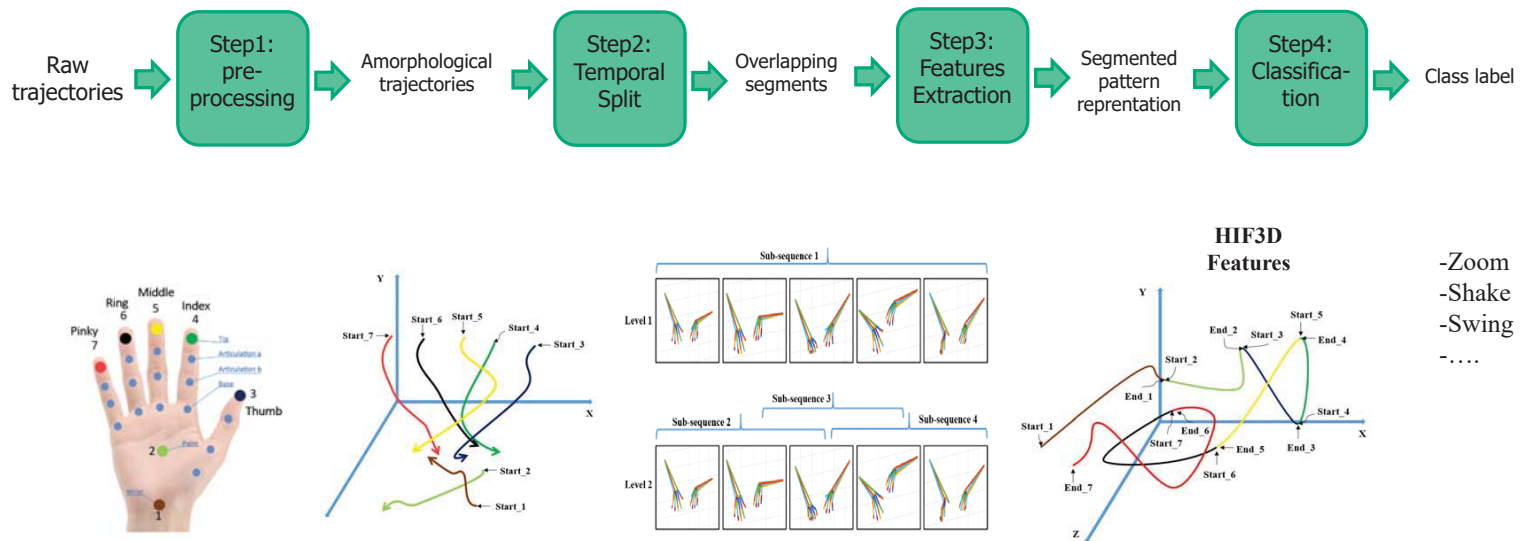 Raw
trajectories
Step1:
pre-
processing
Amorphological
trajectories
Step2:
Temporal
Split
Overlapping
segments
Step3:
Features
Extraction
Segmented
pattern
reprentation
Step4:
Classifica-
tion
Class label
Pinky
7
Ring
6
Middle
5
Index
4
3
Thumb
Tip
Articulation a
Articulation b
Base
2
Palm
Wrist
1
Y
X
Start_7
Start_6
Start_5
Start_4
Start_3
Start_2
Start_1
Sub-sequence 1
Level 1
Sub-sequence 2
Sub-sequence 3
Sub-sequence 4
Level 2
HIF3D
Features
Y
X
Z
Start_1
End_1
Start_2
End_2
Start_3
End_3
Start_4
End_4
Start_5
End_5
Start_6
End_6
Start_7
End_7
-Zoom
-Shake
-Swing
-....